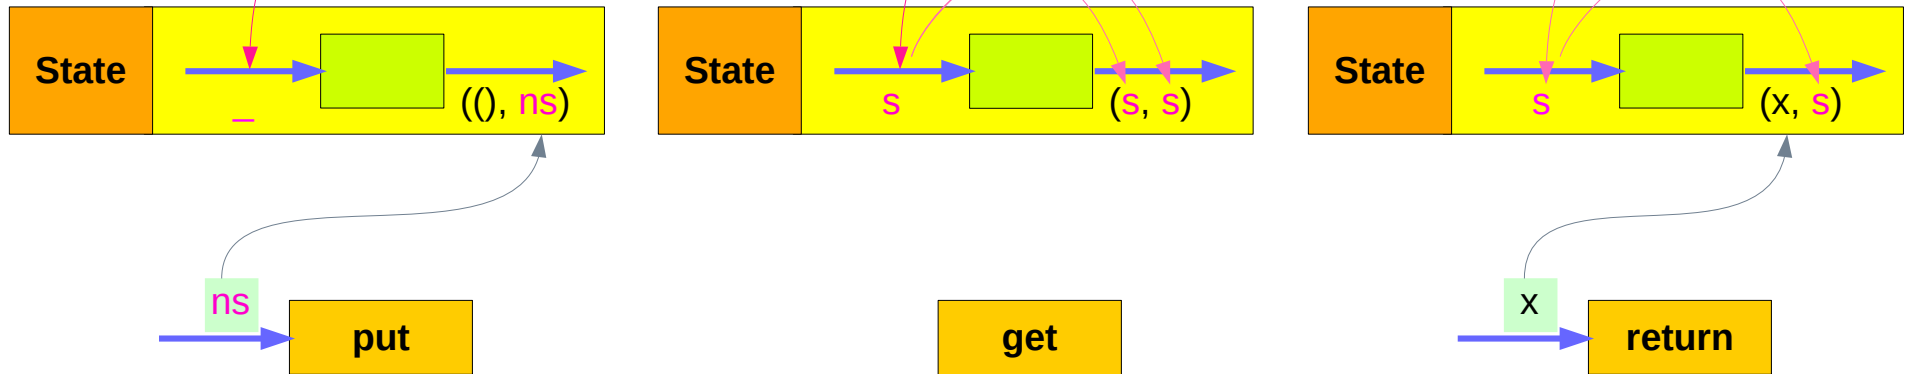 State
_
((), ns)
ns
put
State
s
(s, s)
get
State
s
(x, s)
x
return